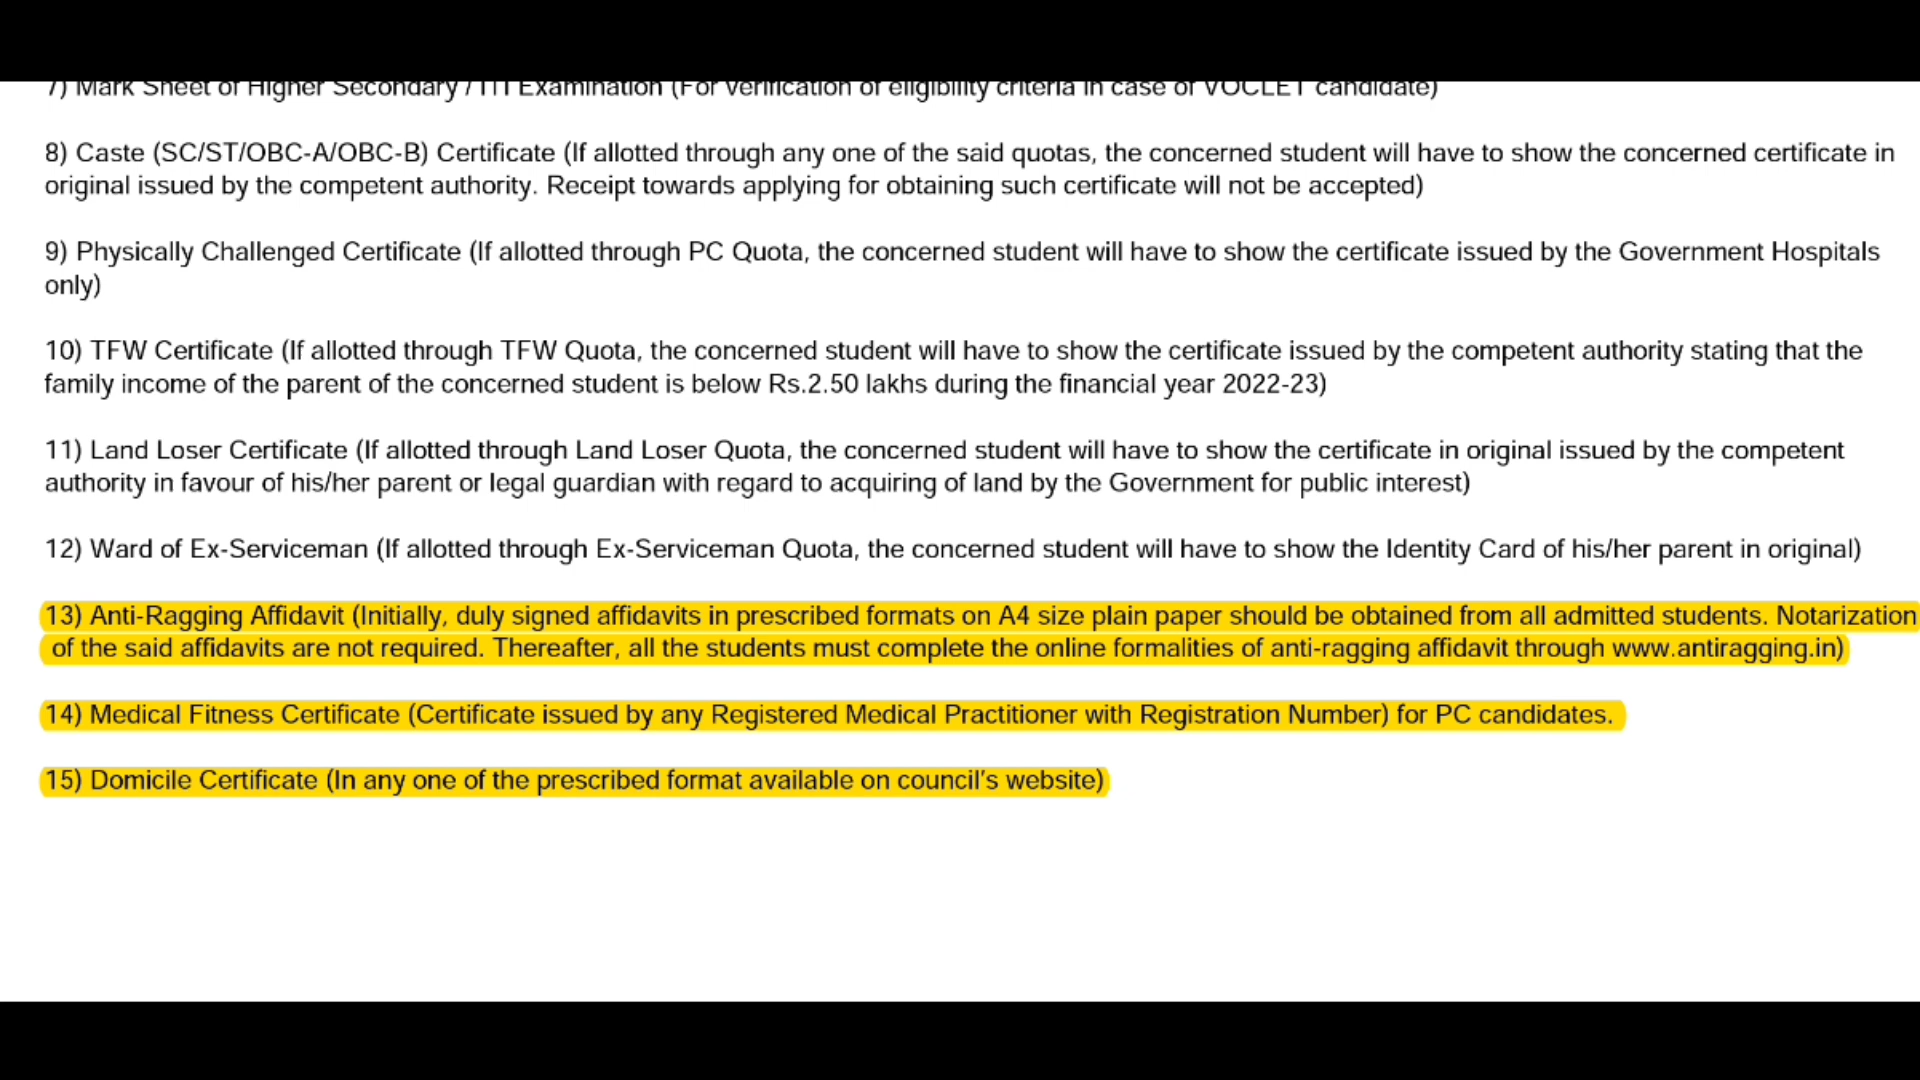 7) Mark Sheet of Higher Secondary / ITI Examination (For verification of eligibility criteria in case of VOCLET candidate)
8) Caste (SC/ST/OBC-A/OBC-B) Certificate (If allotted through any one of the said quotas, the concerned student will have to show the concerned certificate in
original issued by the competent authority. Receipt towards applying for obtaining such certificate will not be accepted)
9) Physically Challenged Certificate (If allotted through PC Quota, the concerned student will have to show the certificate issued by the Government Hospitals
only)
10) TFW Certificate (If allotted through TFW Quota, the concerned student will have to show the certificate issued by the competent authority stating that the
family income of the parent of the concerned student is below Rs.2.50 lakhs during the financial year 2022-23)
11) Land Loser Certificate (If allotted through Land Loser Quota, the concerned student will have to show the certificate in original issued by the competent
authority in favour of his/her parent or legal guardian with regard to acquiring of land by the Government for public interest)
12) Ward of Ex-Serviceman (If allotted through Ex-Serviceman Quota, the concerned student will have to show the Identity Card of his/her parent in original)
13) Anti-Ragging Affidavit (Initially, duly signed affidavits in prescribed formats on A4 size plain paper should be obtained from all admitted students. Notarization
of the said affidavits are not required. Thereafter, all the students must complete the online formalities of anti-ragging affidavit through www.antiragging.in)
14) Medical Fitness Certificate (Certificate issued by any Registered Medical Practitioner with Registration Number) for PC candidates.
15) Domicile Certificate (In any one of the prescribed format available on council's website)